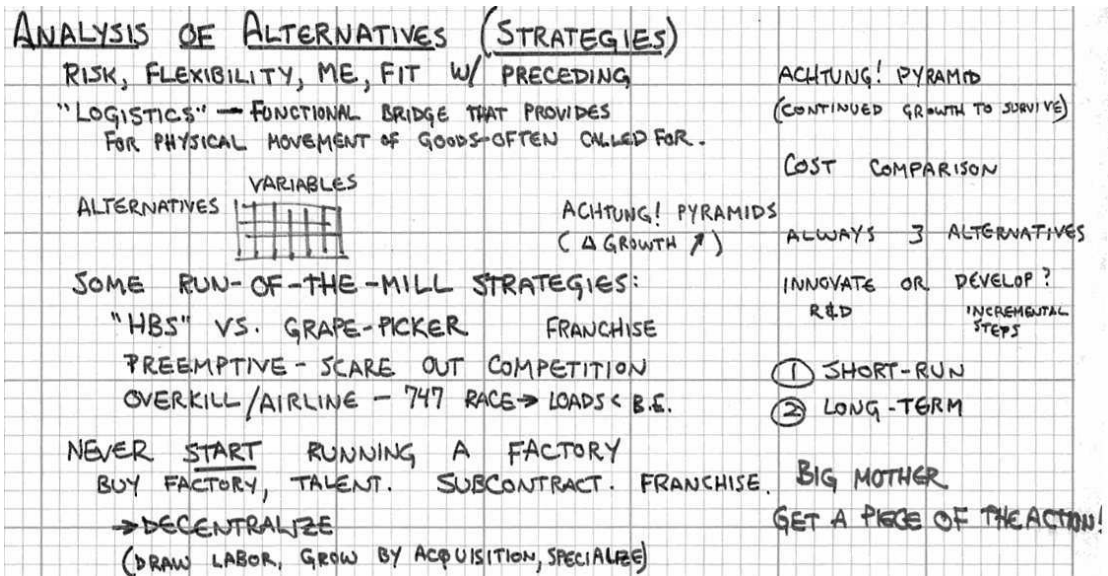 ANALYSIS OF ALTERNATIVES (STRATEGIES)
RISK, FLEXIBILITY, ME, FIT W/ PRECEDING
"LOGISTICS" — FUNCTIONAL BRIDGE THAT PROVIDES
FOR PHYSICAL MOVEMENT OF GOODS-OFTEN CALLED FOR.
VARIABLES
ALTERNATIVES
ACHTUNG! PYRAMIDS
(Δ GROWTH ↗)
SOME RUN-OF-THE-MILL STRATEGIES:
"HBS" VS. GRAPE-PICKER FRANCHISE
PREEMPTIVE - SCARE OUT COMPETITION
OVERKILL/AIRLINE - 747 RACE → LOADS < B.E.
NEVER START RUNNING A FACTORY
BUY FACTORY, TALENT. SUBCONTRACT. FRANCHISE.
→ DECENTRALIZE
(DRAW LABOR, GROW BY ACQUISITION, SPECIALIZE)
ACHTUNG! PYRAMID
(CONTINUED GROWTH TO SURVIVE)
COST COMPARISON
ALWAYS 3 ALTERNATIVES
INNOVATE OR DEVELOP?
R&D INCREMENTAL
STEPS
① SHORT-RUN
② LONG-TERM
BIG MOTHER
GET A PIECE OF THE ACTION!